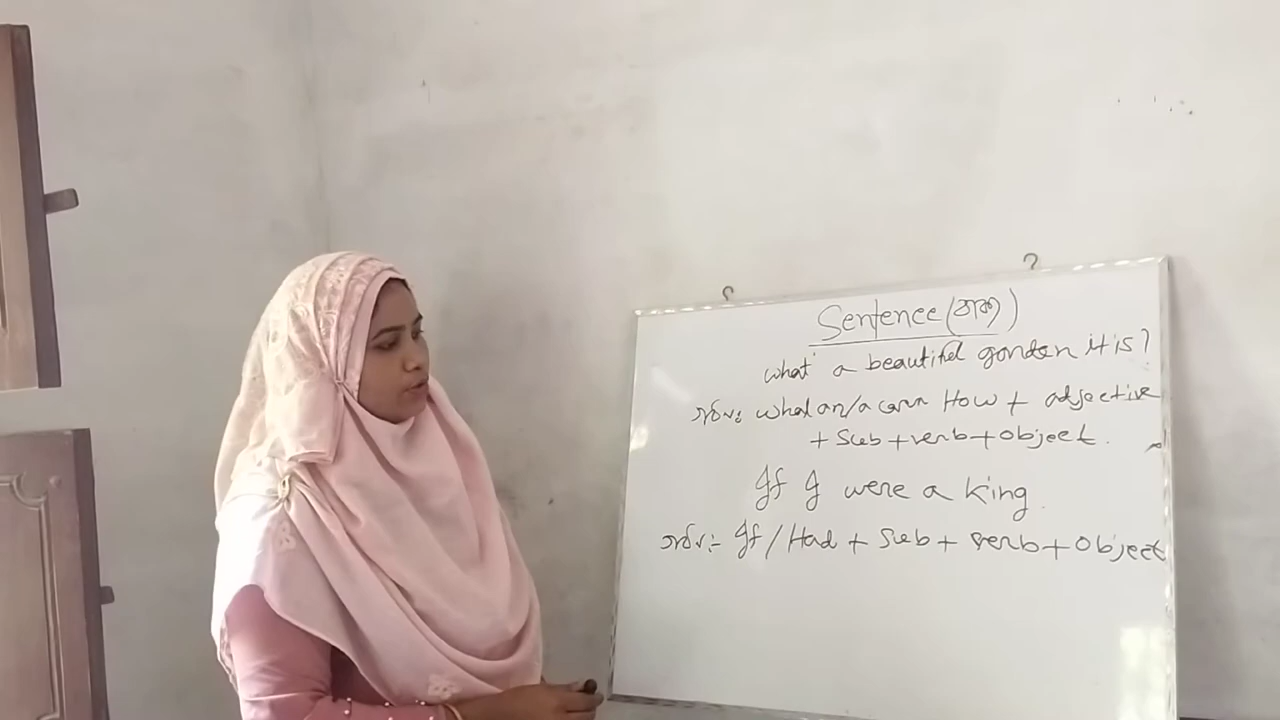 Sentence (বাক্য)
What a beautiful garden it is?
গঠন: What an/a How + adjective
+ Sub + verb + Object.
If I were a king.
গঠন:- If / Had + Sub + verb + Object